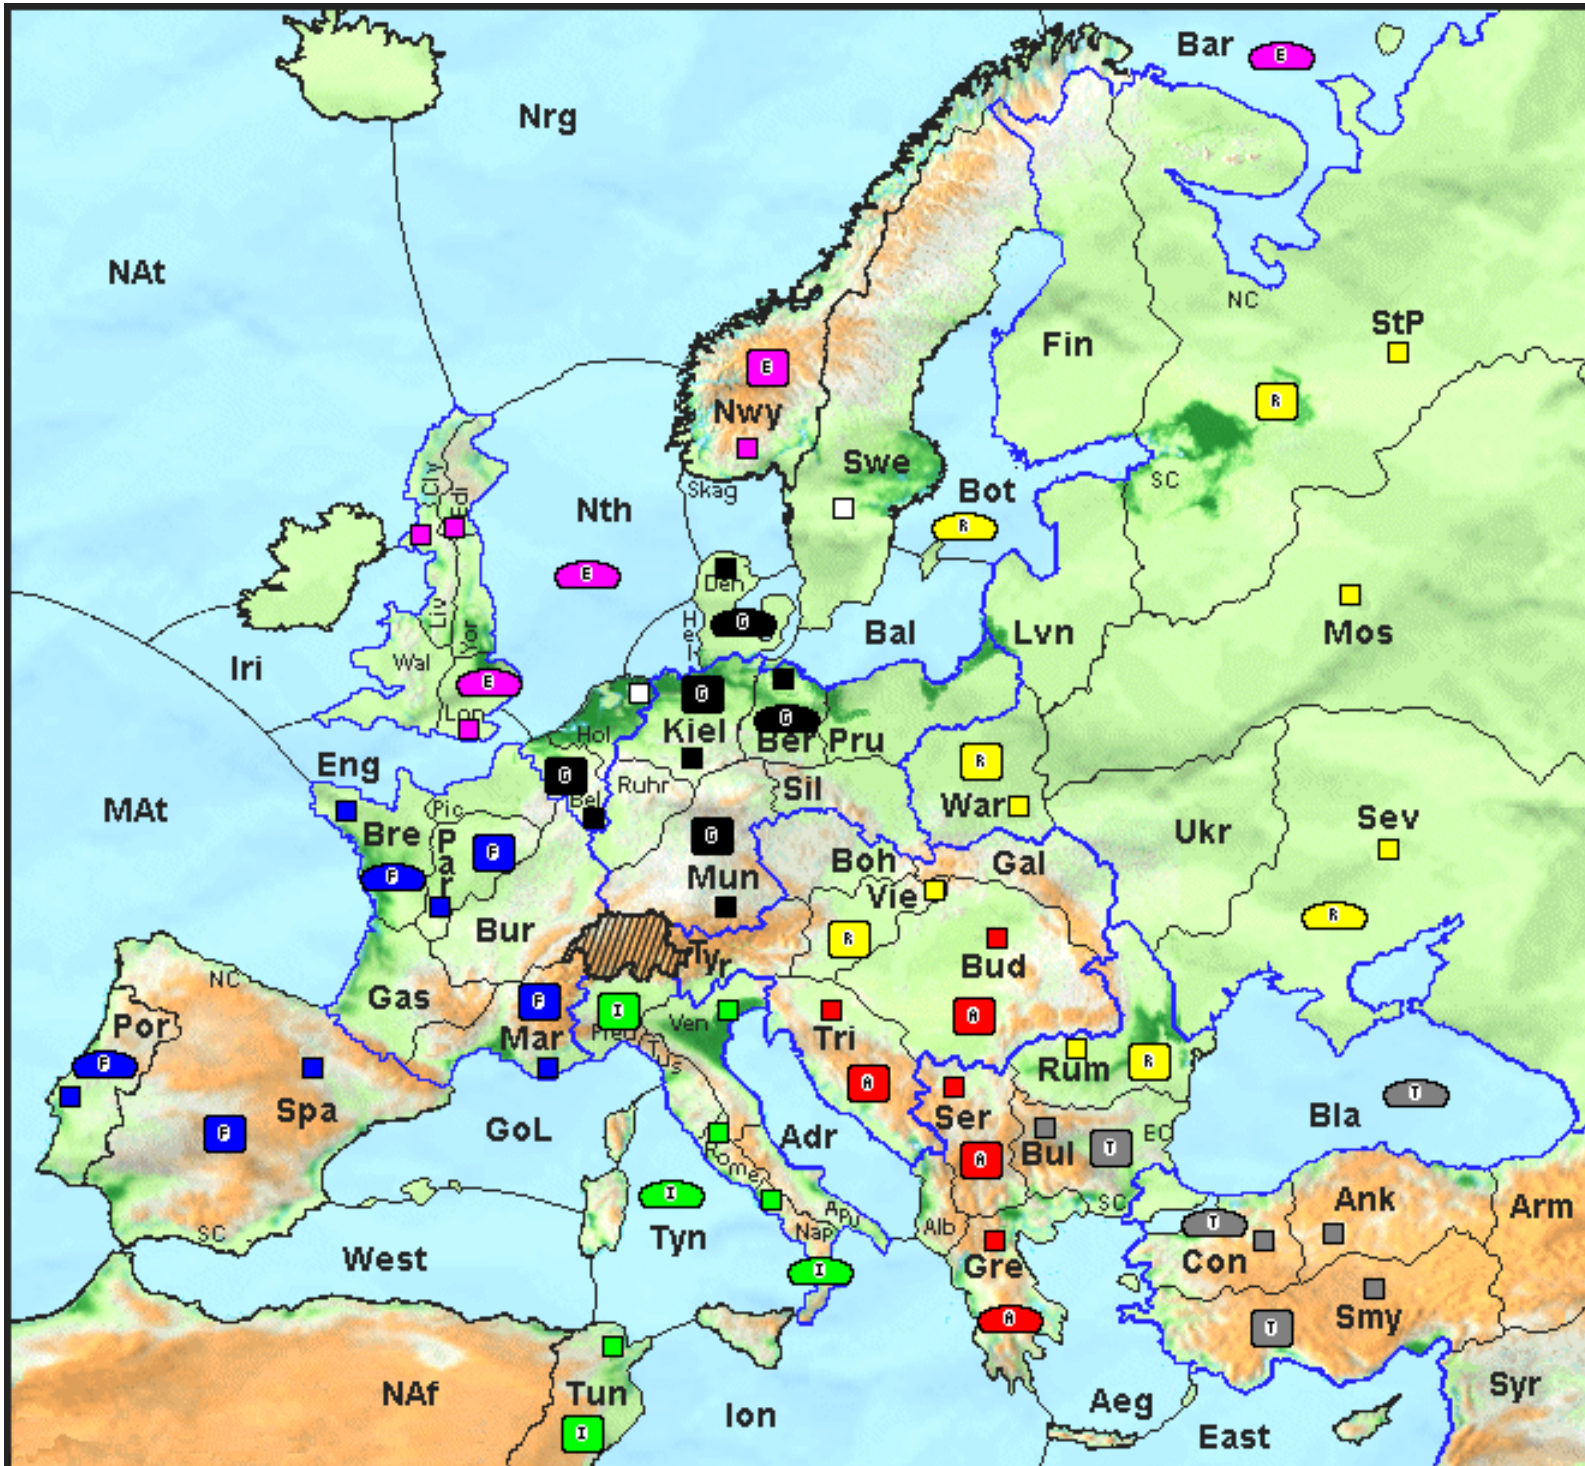 Bar
E
Nrg
NAt
NC
StP
Fin
E
R
Nwy
Swe
Cly
Edi
SC
Skag
Bot
Nth
R
E
Den
Mos
Liv
Yor
Hel
G
Bal
Lvn
Iri
Wal
E
G
Lon
Hol
Kiel
G
Ber
Pru
Eng
G
Ruhr
Sil
R
MAt
Pic
Bel
War
Bre
Par
F
G
Boh
Gal
Ukr
Sev
F
Mun
Vie
R
Bur
Tyr
R
Bud
NC
Gas
F
I
A
Por
Mar
Pied
Ven
Tri
F
Tus
A
Rum
R
T
Spa
Ser
Bla
F
GoL
Adr
Bul
T
EC
A
Rome
I
Ank
SC
SC
Apu
Arm
West
Tyn
Nap
Alb
T
Con
I
Gre
A
T
Smy
NAf
Tun
Ion
Aeg
Syr
I
East